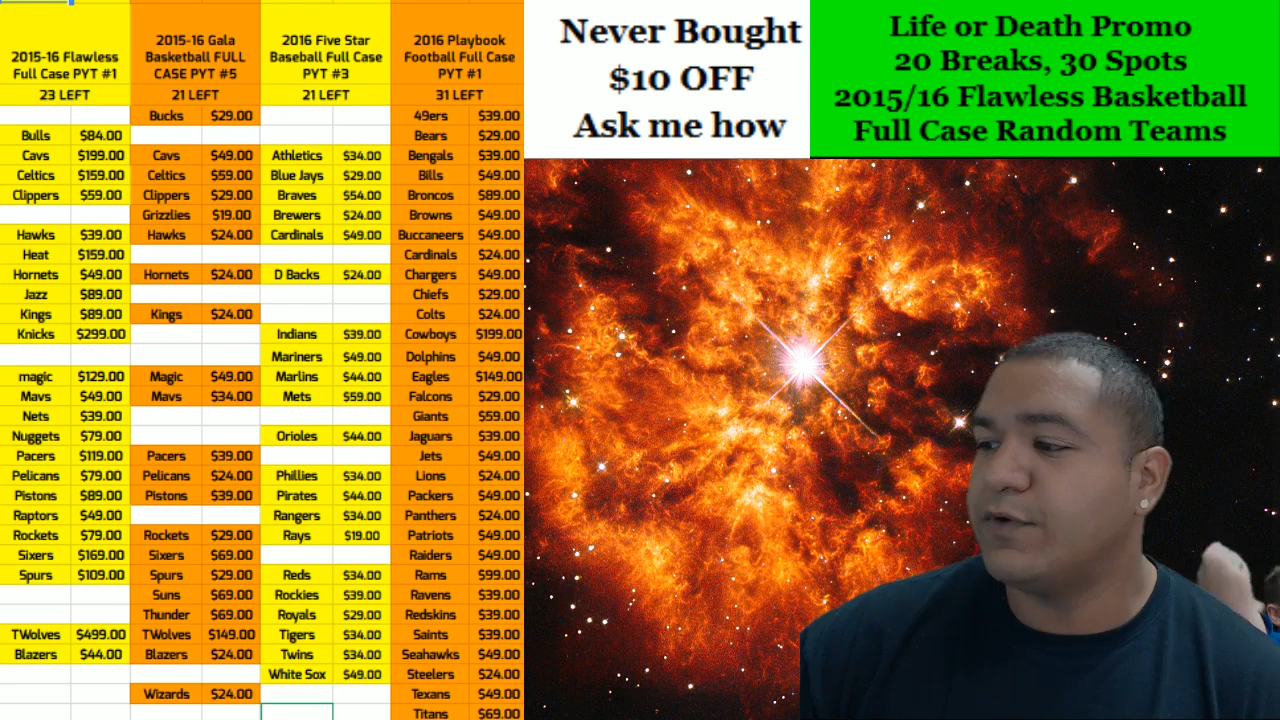 2015-16 Flawless
Full Case PYT #1
23 LEFT
Bulls $84.00
Cavs $199.00
Celtics $159.00
Clippers $59.00
Hawks $39.00
Heat $159.00
Hornets $49.00
Jazz $89.00
Kings $89.00
Knicks $299.00
magic $129.00
Mavs $49.00
Nets $39.00
Nuggets $79.00
Pacers $119.00
Pelicans $79.00
Pistons $89.00
Raptors $49.00
Rockets $79.00
Sixers $169.00
Spurs $109.00
TWolves $499.00
Blazers $44.00
2015-16 Gala
Basketball FULL
CASE PYT #5
21 LEFT
Bucks $29.00
Cavs $49.00
Celtics $59.00
Clippers $29.00
Grizzlies $19.00
Hawks $24.00
Hornets $24.00
Kings $24.00
Magic $49.00
Mavs $34.00
Pacers $39.00
Pelicans $24.00
Pistons $39.00
Rockets $29.00
Sixers $69.00
Spurs $29.00
Suns $69.00
Thunder $69.00
TWolves $149.00
Blazers $24.00
Wizards $24.00
2016 Five Star
Baseball Full Case
PYT #3
21 LEFT
Athletics $34.00
Blue Jays $29.00
Braves $54.00
Brewers $24.00
Cardinals $49.00
D Backs $24.00
Indians $39.00
Mariners $49.00
Marlins $44.00
Mets $59.00
Orioles $44.00
Phillies $34.00
Pirates $44.00
Rangers $34.00
Rays $19.00
Reds $34.00
Rockies $39.00
Royals $29.00
Tigers $34.00
Twins $34.00
White Sox $49.00
2016 Playbook
Football Full Case
PYT #1
31 LEFT
49ers $39.00
Bears $29.00
Bengals $39.00
Bills $49.00
Broncos $89.00
Browns $49.00
Buccaneers $49.00
Cardinals $24.00
Chargers $49.00
Chiefs $29.00
Colts $24.00
Cowboys $199.00
Dolphins $49.00
Eagles $149.00
Falcons $29.00
Giants $59.00
Jaguars $39.00
Jets $49.00
Lions $24.00
Packers $49.00
Panthers $24.00
Patriots $49.00
Raiders $49.00
Rams $99.00
Ravens $39.00
Redskins $39.00
Saints $39.00
Seahawks $49.00
Steelers $24.00
Texans $49.00
Titans $69.00
Never Bought
$10 OFF
Ask me how
Life or Death Promo
20 Breaks, 30 Spots
2015/16 Flawless Basketball
Full Case Random Teams